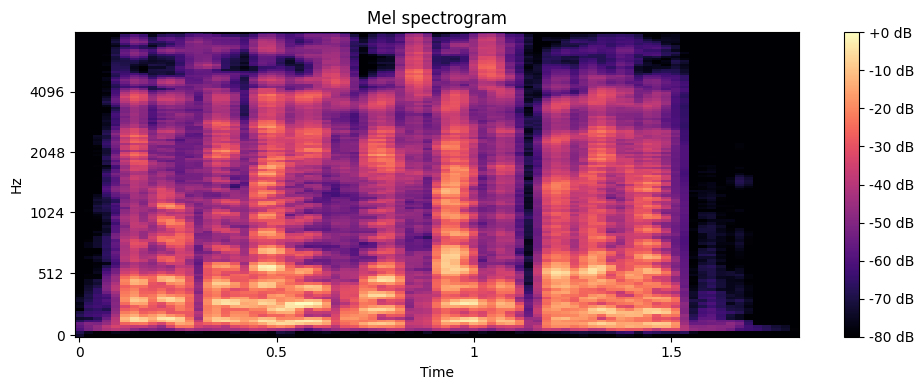 Mel spectrogram
+0 dB
-10 dB
4096
-20 dB
2048
-30 dB
Hz
-40 dB
1024
-50 dB
512
-60 dB
-70 dB
0
-80 dB
0
0.5
1
1.5
Time